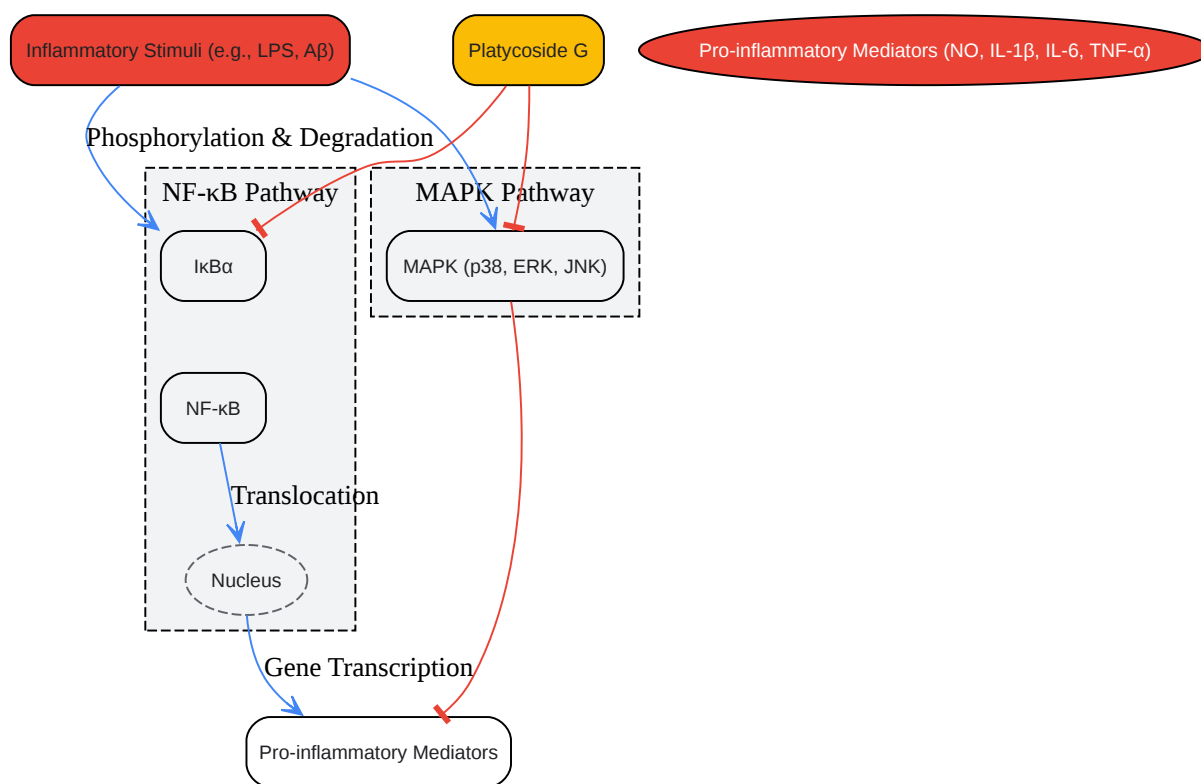 Inflammatory Stimuli (e.g., LPS, Aβ)
Platycoside G
Pro-inflammatory Mediators (NO, IL-1β, IL-6, TNF-α)
Phosphorylation & Degradation
NF-κB Pathway
MAPK Pathway
IκBα
MAPK (p38, ERK, JNK)
NF-κB
Translocation
Nucleus
Gene Transcription
Pro-inflammatory Mediators